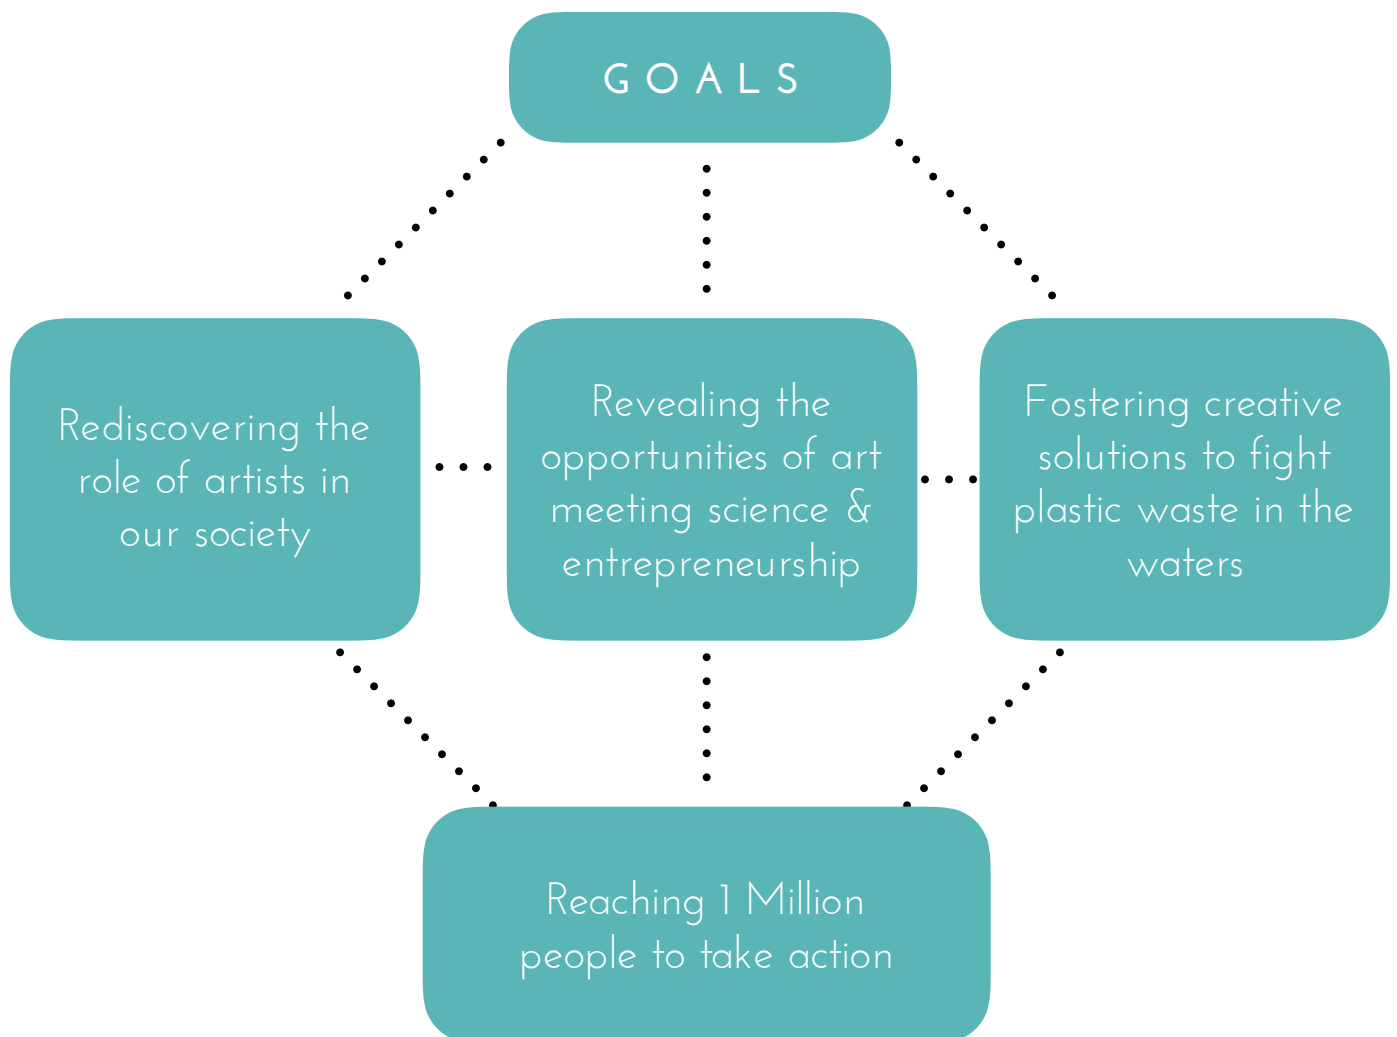 GOALS
Rediscovering the
role of artists in
our society
Revealing the
opportunities of art
meeting science &
entrepreneurship
Fostering creative
solutions to fight
plastic waste in the
waters
Reaching 1 Million
people to take action